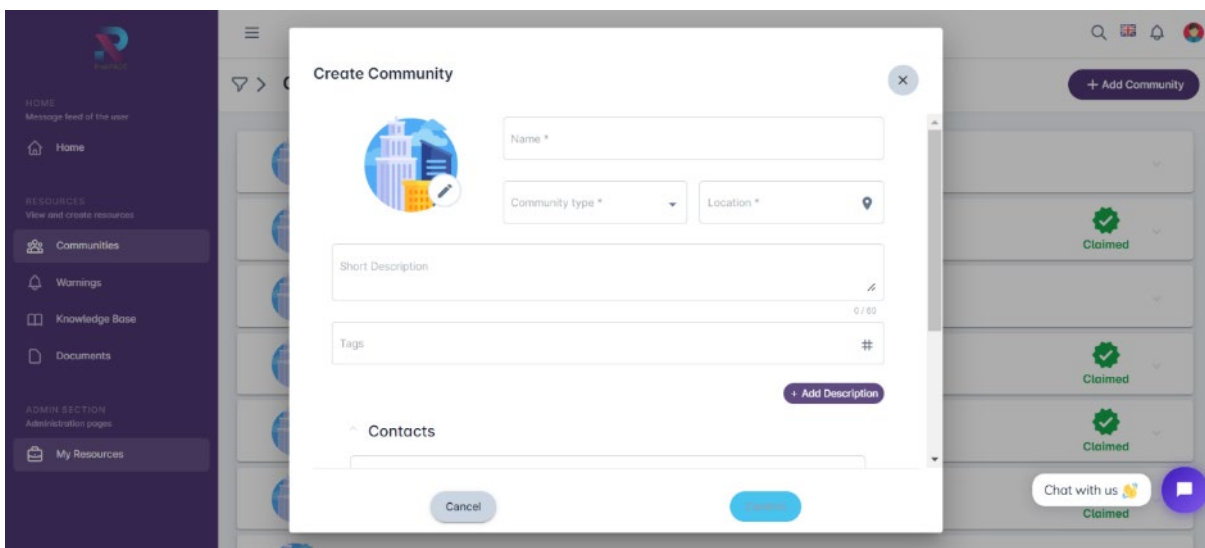 HOME
Message feed of the user
Home
RESOURCES
View and create resources
Communities
Warnings
Knowledge Base
Documents
ADMIN SECTION
Administration pages
My Resources
+ Add Community
Create Community
Name *
Community type *
Location *
Short Description
0 / 60
Tags
+ Add Description
Contacts
Cancel
Claimed
Claimed
Claimed
Chat with us 👋
Claimed